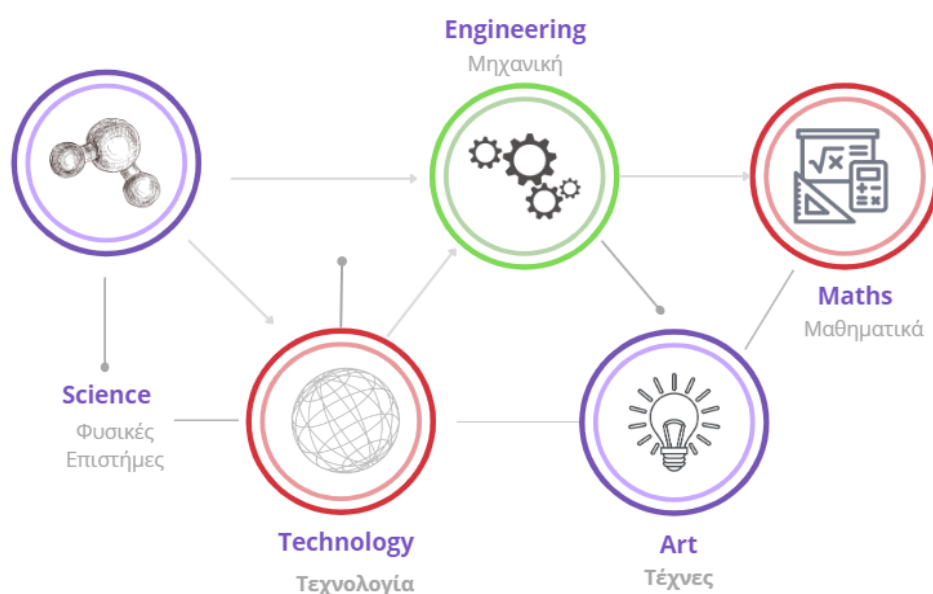 Engineering
Μηχανική
√x
Maths
Μαθηματικά
Science
Φυσικές
Επιστήμες
Technology
Τεχνολογία
Art
Τέχνες